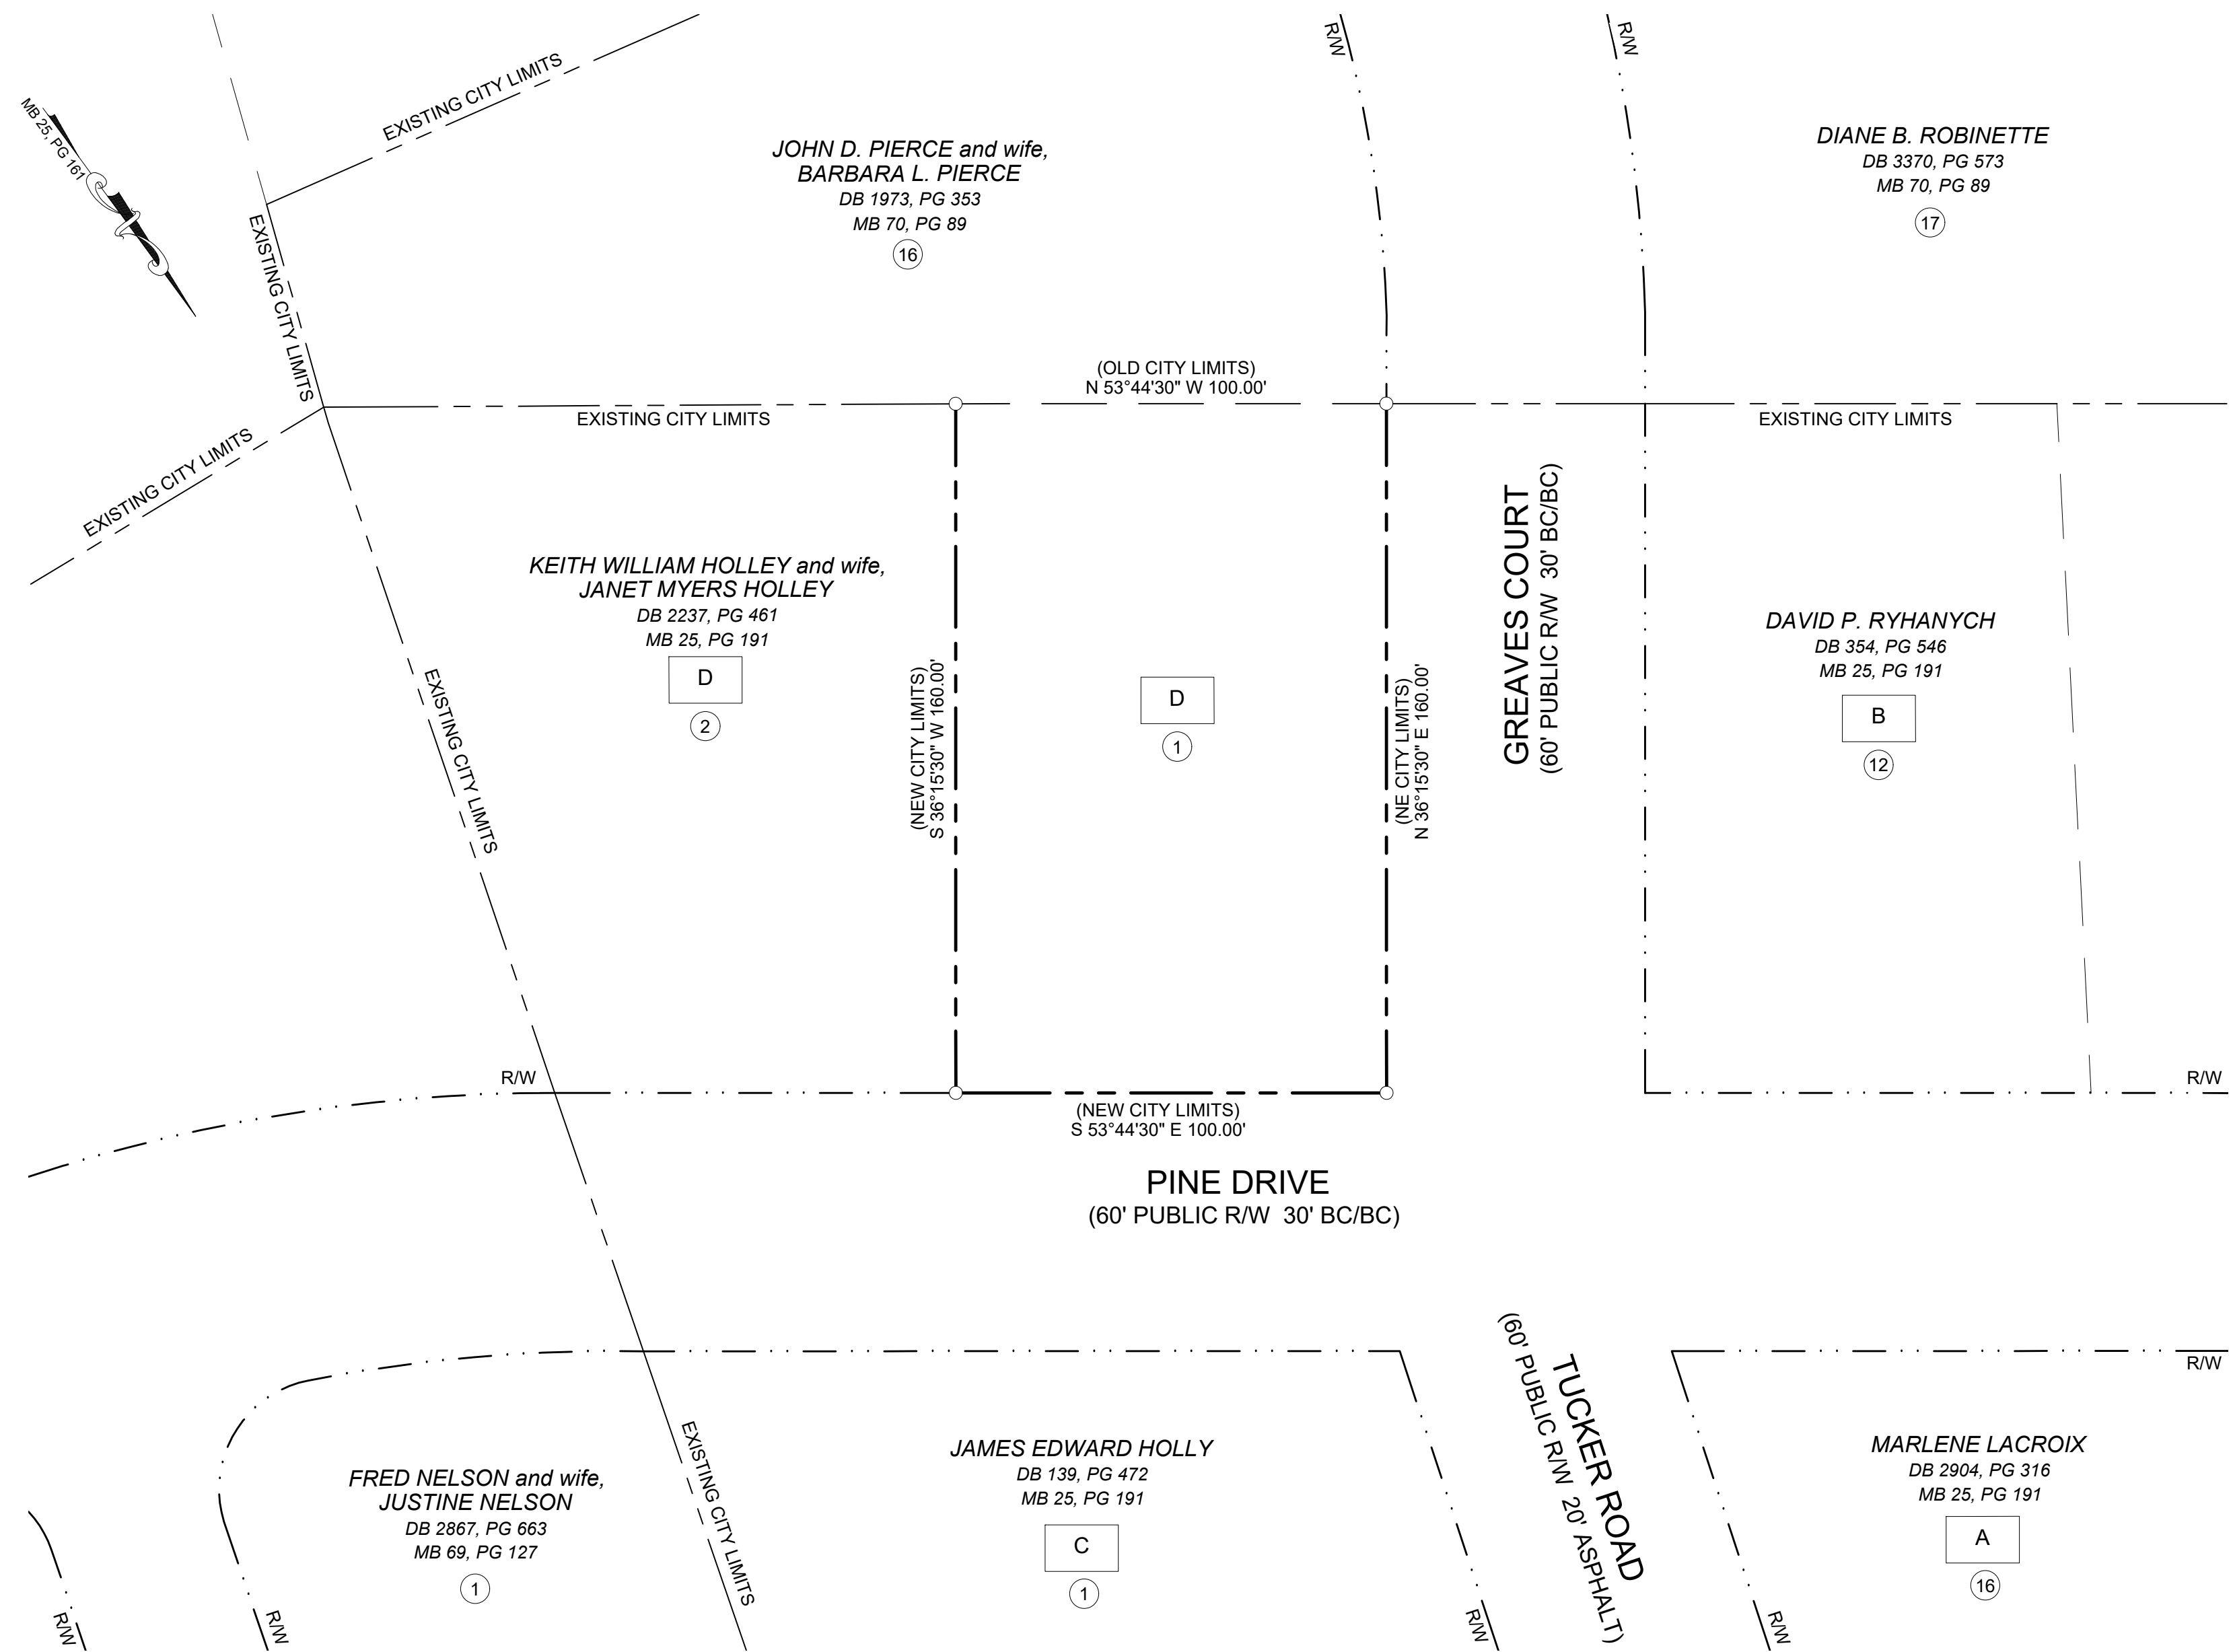 R/W
R/W
EXISTING CITY LIMITS
MB 25, PG 161
JOHN D. PIERCE and wife,
BARBARA L. PIERCE
DB 1973, PG 353
MB 70, PG 89
16
DIANE B. ROBINETTE
DB 3370, PG 573
MB 70, PG 89
17
EXISTING CITY LIMITS
(OLD CITY LIMITS)
N 53°44'30" W 100.00'
EXISTING CITY LIMITS
EXISTING CITY LIMITS
EXISTING CITY LIMITS
KEITH WILLIAM HOLLEY and wife,
JANET MYERS HOLLEY
DB 2237, PG 461
MB 25, PG 191
D
2
EXISTING CITY LIMITS
(NEW CITY LIMITS)
S 36°15'30" W 160.00'
D
1
(NE CITY LIMITS)
N 36°15'30" E 160.00'
GREAVES COURT
(60' PUBLIC R/W 30' BC/BC)
DAVID P. RYHANYCH
DB 354, PG 546
MB 25, PG 191
B
12
R/W
R/W
(NEW CITY LIMITS)
S 53°44'30" E 100.00'
PINE DRIVE
(60' PUBLIC R/W 30' BC/BC)
R/W
TUCKER ROAD
(60' PUBLIC R/W 20' ASPHALT)
FRED NELSON and wife,
JUSTINE NELSON
DB 2867, PG 663
MB 69, PG 127
1
EXISTING CITY LIMITS
JAMES EDWARD HOLLY
DB 139, PG 472
MB 25, PG 191
C
1
MARLENE LACROIX
DB 2904, PG 316
MB 25, PG 191
A
16
R/W
R/W
R/W
R/W